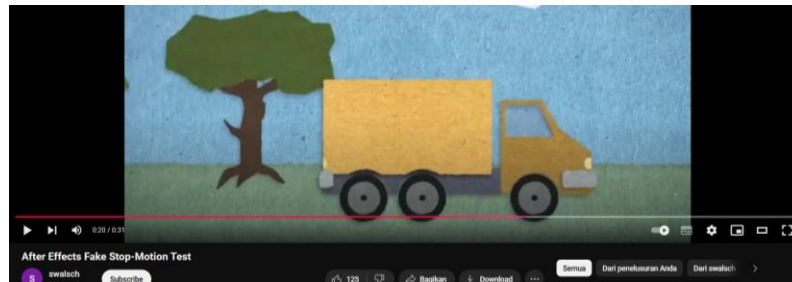 0:20 / 0:31
After Effects Fake Stop-Motion Test
S
swalsch
Subscribe
125
Bagikan
Download
Semua
Dari penelusuran Anda
Dari swalsch